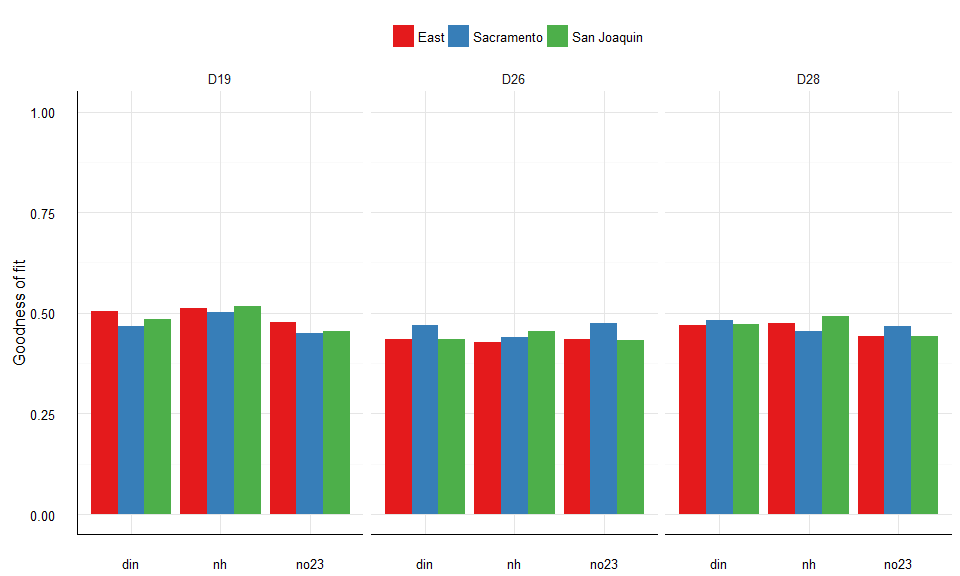 East Sacramento San Joaquin
D19 D26 D28
1.00
0.75
0.50
0.25
0.00
Goodness of fit
din nh no23 din nh no23 din nh no23